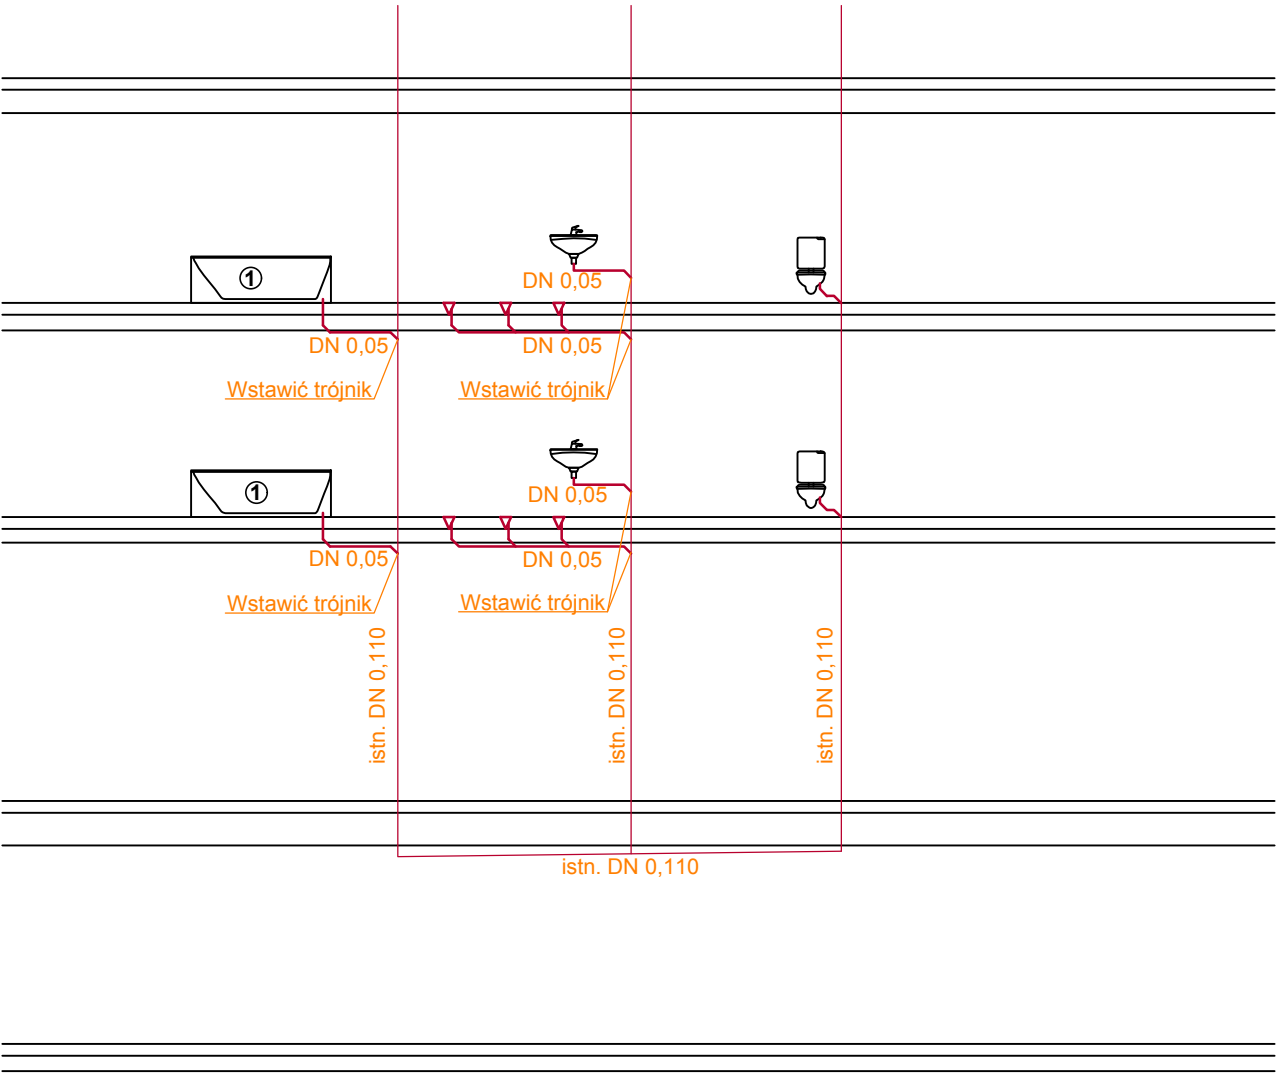 1
DN 0,05
DN 0,05
DN 0,05
Wstawić trójnik
Wstawić trójnik
1
DN 0,05
DN 0,05
DN 0,05
Wstawić trójnik
Wstawić trójnik
istn. DN 0,110
istn. DN 0,110
istn. DN 0,110
istn. DN 0,110